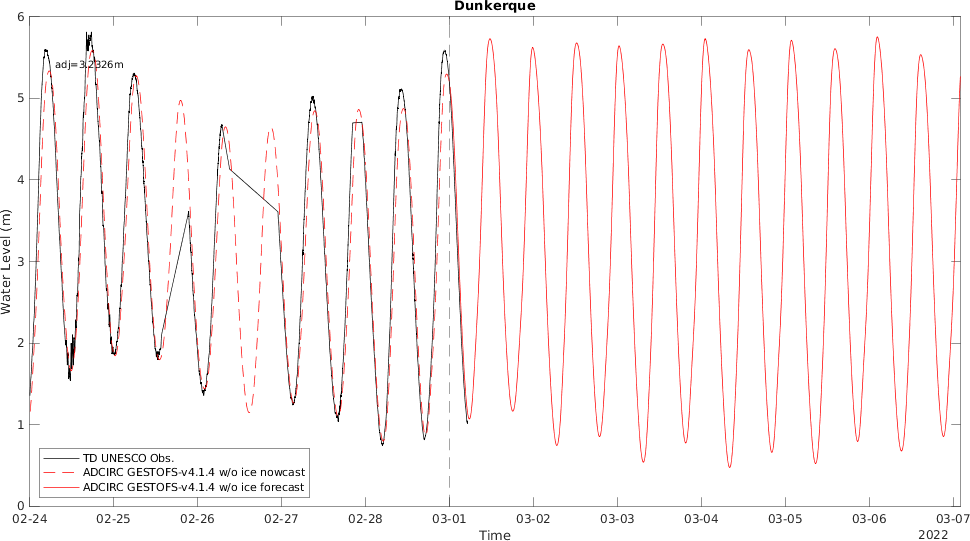 Dunkerque
6
5
4
3
2
1
0
Water Level (m)
adj=3.2326m
TD UNESCO Obs.
ADCIRC GESTOFS-v4.1.4 w/o ice nowcast
ADCIRC GESTOFS-v4.1.4 w/o ice forecast
02-24 02-25 02-26 02-27 02-28 03-01 03-02 03-03 03-04 03-05 03-06 03-07
Time
2022